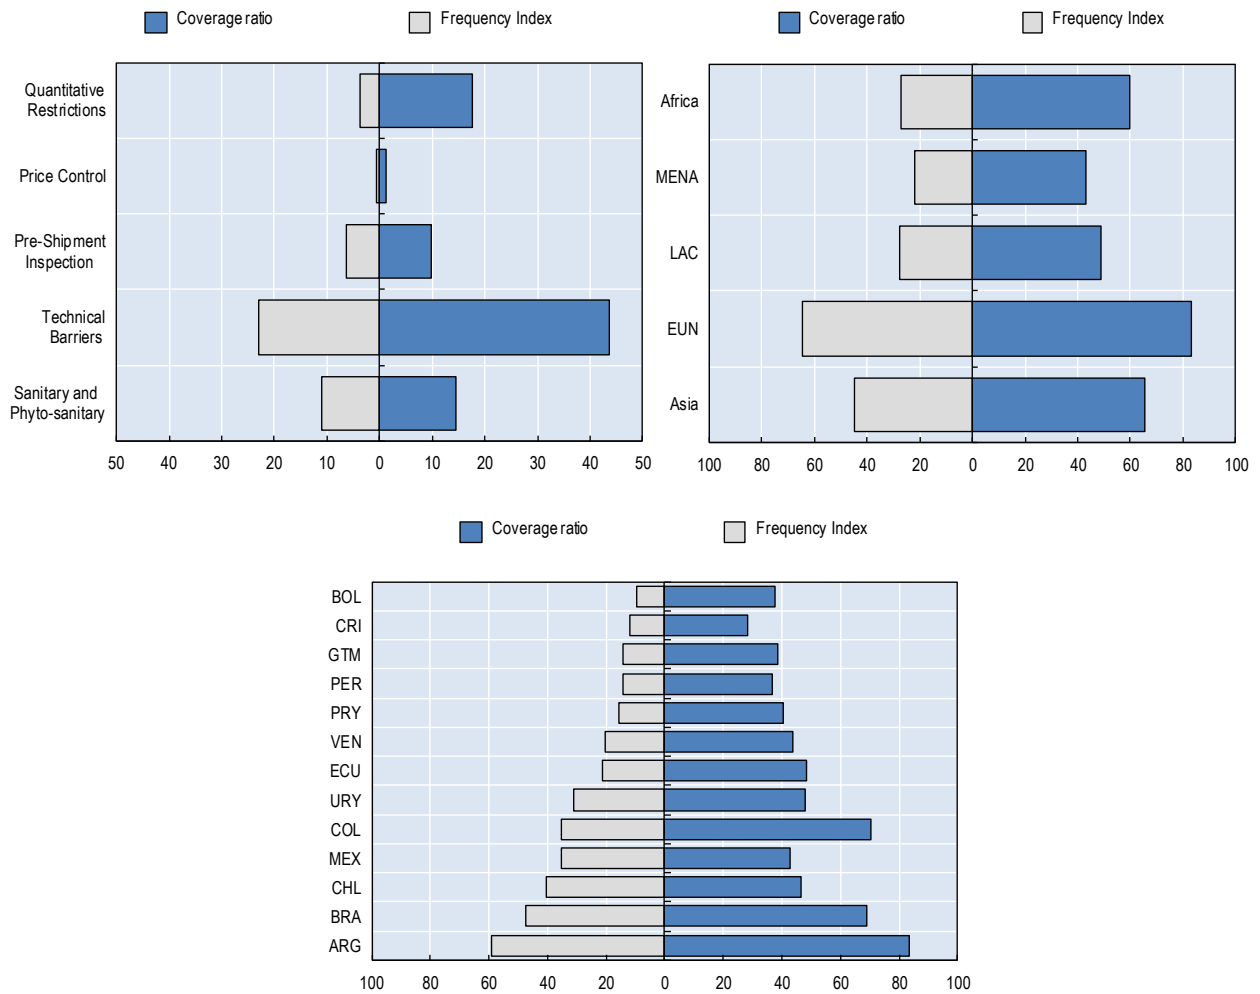 Coverage ratio
Frequency Index
Quantitative
Restrictions
Price Control
Pre-Shipment
Inspection
Technical
Barriers
Sanitary and
Phyto-sanitary
50 40 30 20 10 0 10 20 30 40 50
Coverage ratio
Frequency Index
Africa
MENA
LAC
EUN
Asia
100 80 60 40 20 0 20 40 60 80 100
Coverage ratio
Frequency Index
BOL
CRI
GTM
PER
PRY
VEN
ECU
URY
COL
MEX
CHL
BRA
ARG
100 80 60 40 20 0 20 40 60 80 100